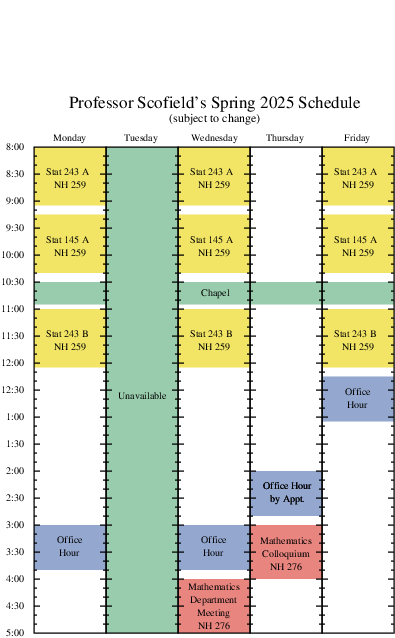 Professor Scofield's Spring 2025 Schedule
(subject to change)
Monday Tuesday Wednesday Thursday Friday
8:00
8:30
9:00
9:30
10:00
10:30
11:00
11:30
12:00
12:30
1:00
1:30
2:00
2:30
3:00
3:30
4:00
4:30
5:00
Stat 243 A
NH 259
Stat 145 A
NH 259
Stat 243 B
NH 259
Office
Hour
Unavailable
Stat 243 A
NH 259
Stat 145 A
NH 259
Chapel
Stat 243 B
NH 259
Office
Hour
Mathematics
Department
Meeting
NH 276
Office Hour
by Appt.
Mathematics
Colloquium
NH 276
Stat 243 A
NH 259
Stat 145 A
NH 259
Stat 243 B
NH 259
Office
Hour